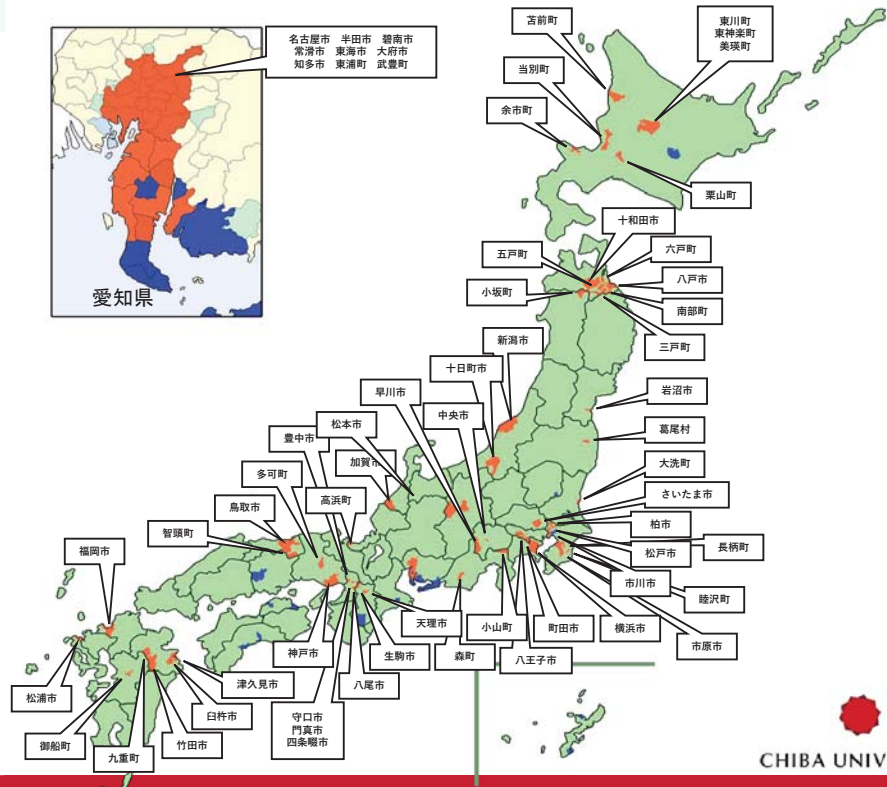 名古屋市 半田市 碧南市
常滑市 東海市 大府市
知多市 東浦町 武豊町
愛知県
苫前町
東川町
東神楽町
美瑛町
当別町
余市町
栗山町
十和田市
五戸町
六戸町
小坂町
八戸市
南部町
三戸町
新潟市
十日町市
早川市
中央市
岩沼市
葛尾村
松本市
豊中市
加賀市
大洗町
多可町
高浜町
さいたま市
鳥取市
柏市
智頭町
松戸市
長柄町
福岡市
市川市
睦沢町
天理市
小山町
町田市
横浜市
市原市
神戸市
生駒市
森町
八王子市
松浦市
津久見市
八尾市
臼杵市
守口市
門真市
四条畷市
御船町
竹田市
九重町
CHIBA UNIV